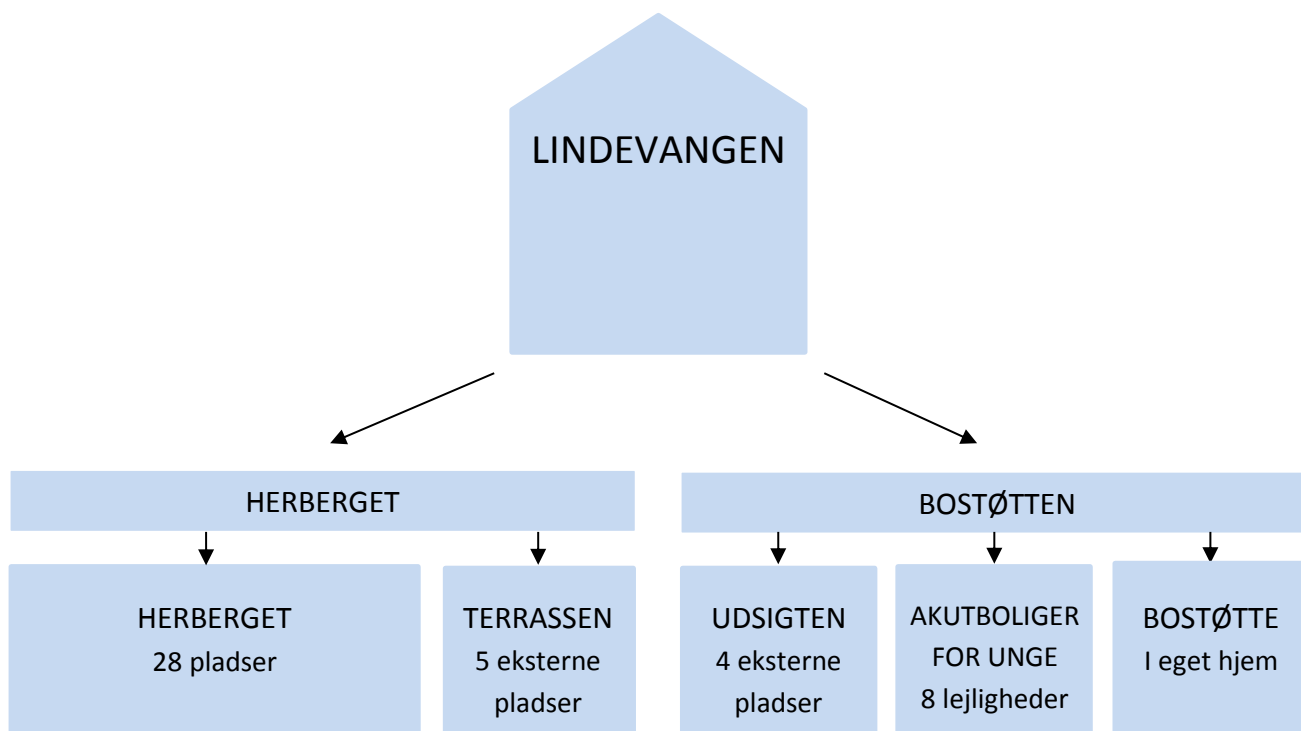 LINDEVANGEN
HERBERGET
BOSTØTTEN
HERBERGET
28 pladser
TERRASSEN
5 eksterne
pladser
UDSIGTEN
4 eksterne
pladser
AKUTBOLIGER
FOR UNGE
8 lejligheder
BOSTØTTE
I eget hjem